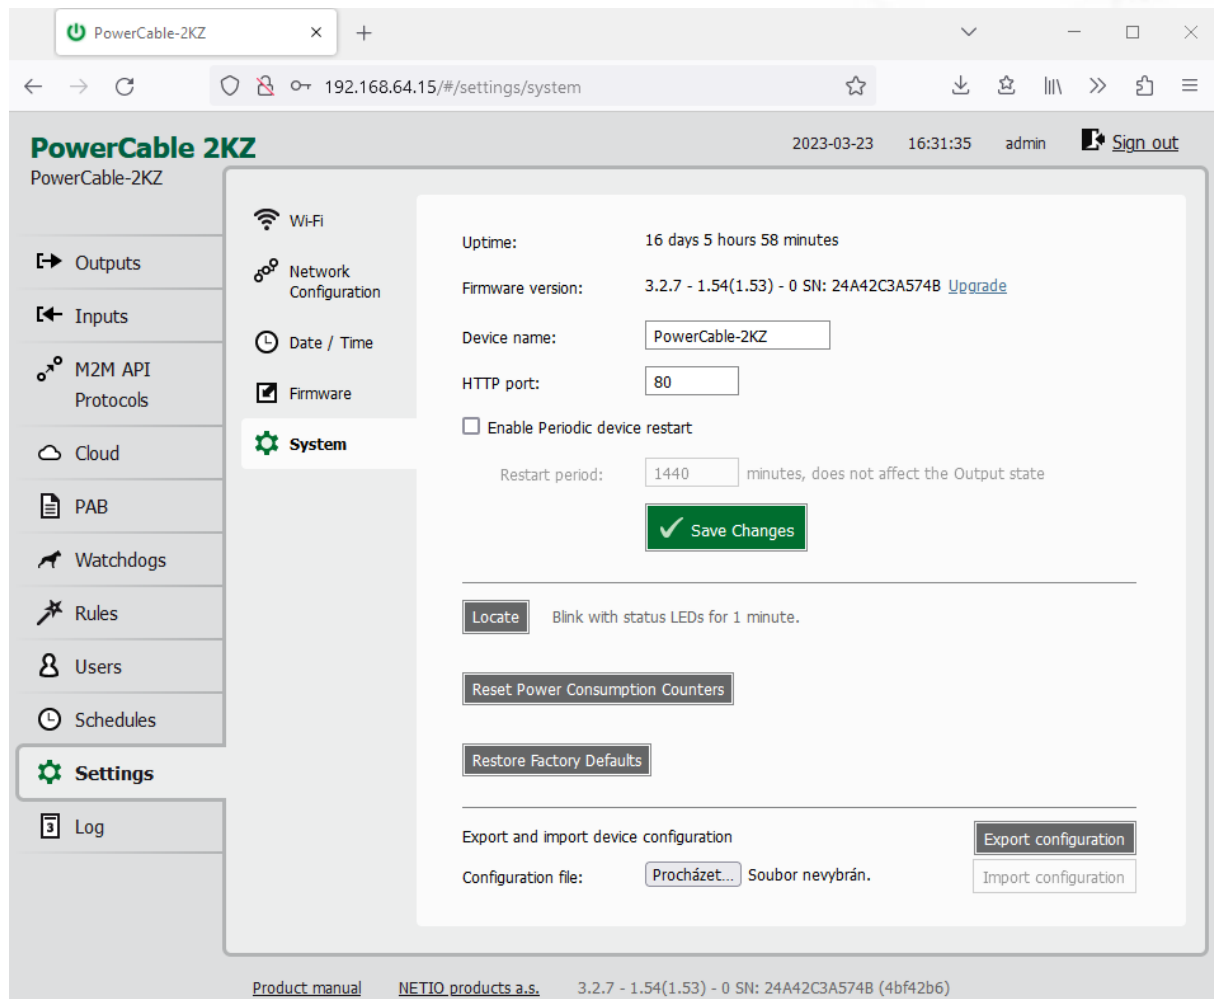 PowerCable-2KZ
192.168.64.15/#/settings/system
PowerCable 2KZ
2023-03-23 16:31:35 admin Sign out
PowerCable-2KZ
Outputs
Inputs
M2M API
Protocols
Cloud
PAB
Watchdogs
Rules
Users
Schedules
Settings
3 Log
Wi-Fi
Network
Configuration
Date / Time
Firmware
System
Uptime: 16 days 5 hours 58 minutes
Firmware version: 3.2.7 - 1.54(1.53) - 0 SN: 24A42C3A574B Upgrade
Device name: PowerCable-2KZ
HTTP port: 80
Enable Periodic device restart
Restart period: 1440 minutes, does not affect the Output state
Save Changes
Locate Blink with status LEDs for 1 minute.
Reset Power Consumption Counters
Restore Factory Defaults
Export and import device configuration Export configuration
Configuration file: Procházet... Soubor nevybrán. Import configuration
Product manual NETIO products a.s. 3.2.7 - 1.54(1.53) - 0 SN: 24A42C3A574B (4bf42b6)